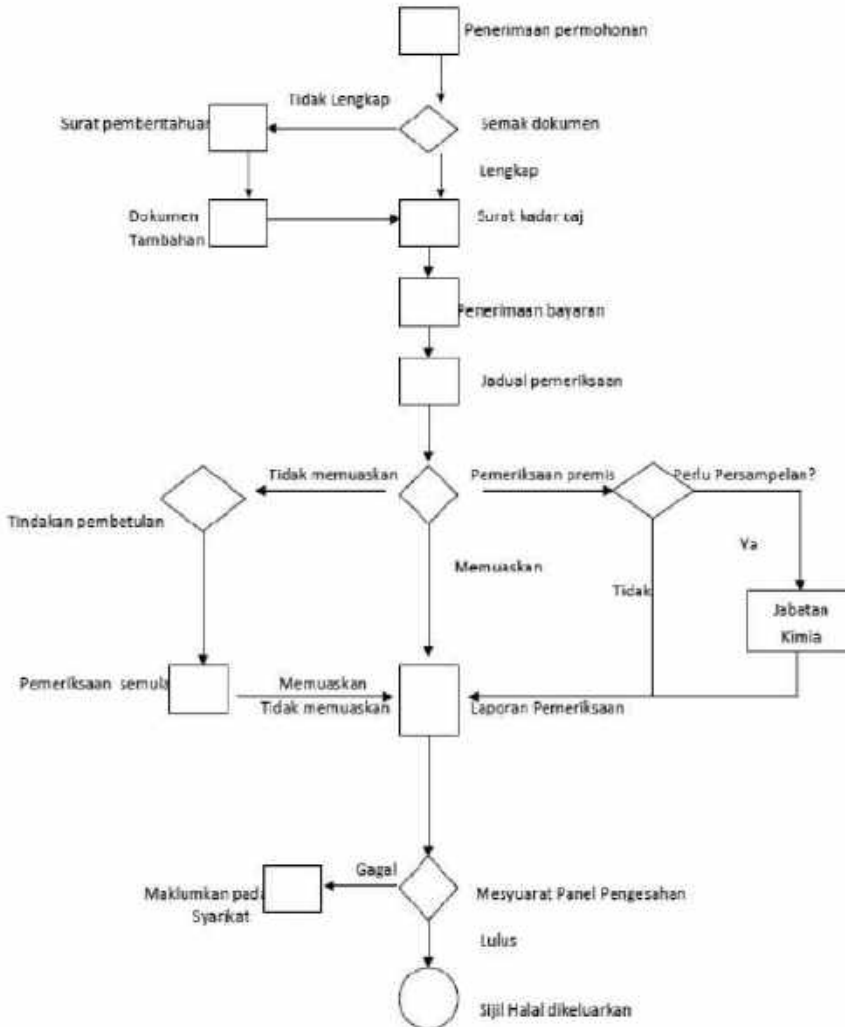 Penerimaan permohonan
Tidak Lengkap
Surat pemberitahuan
Semak dokumen
Lengkap
Dokumen
Tambahan
Surat kadar caj
Penerimaan bayaran
Jadual pemeriksaan
Tidak memuaskan
Pemeriksaan premis
Perlu Persampelan?
Tindakan pembetulan
Ya
Memuaskan
Tidak
Jabatan
Kimia
Pemeriksaan semula
Memuaskan
Tidak memuaskan
Laporan Pemeriksaan
Gagal
Maklumkan pada
Syarikat
Mesyuarat Panel Pengesahan
Lulus
Sijil Halal dikeluarkan